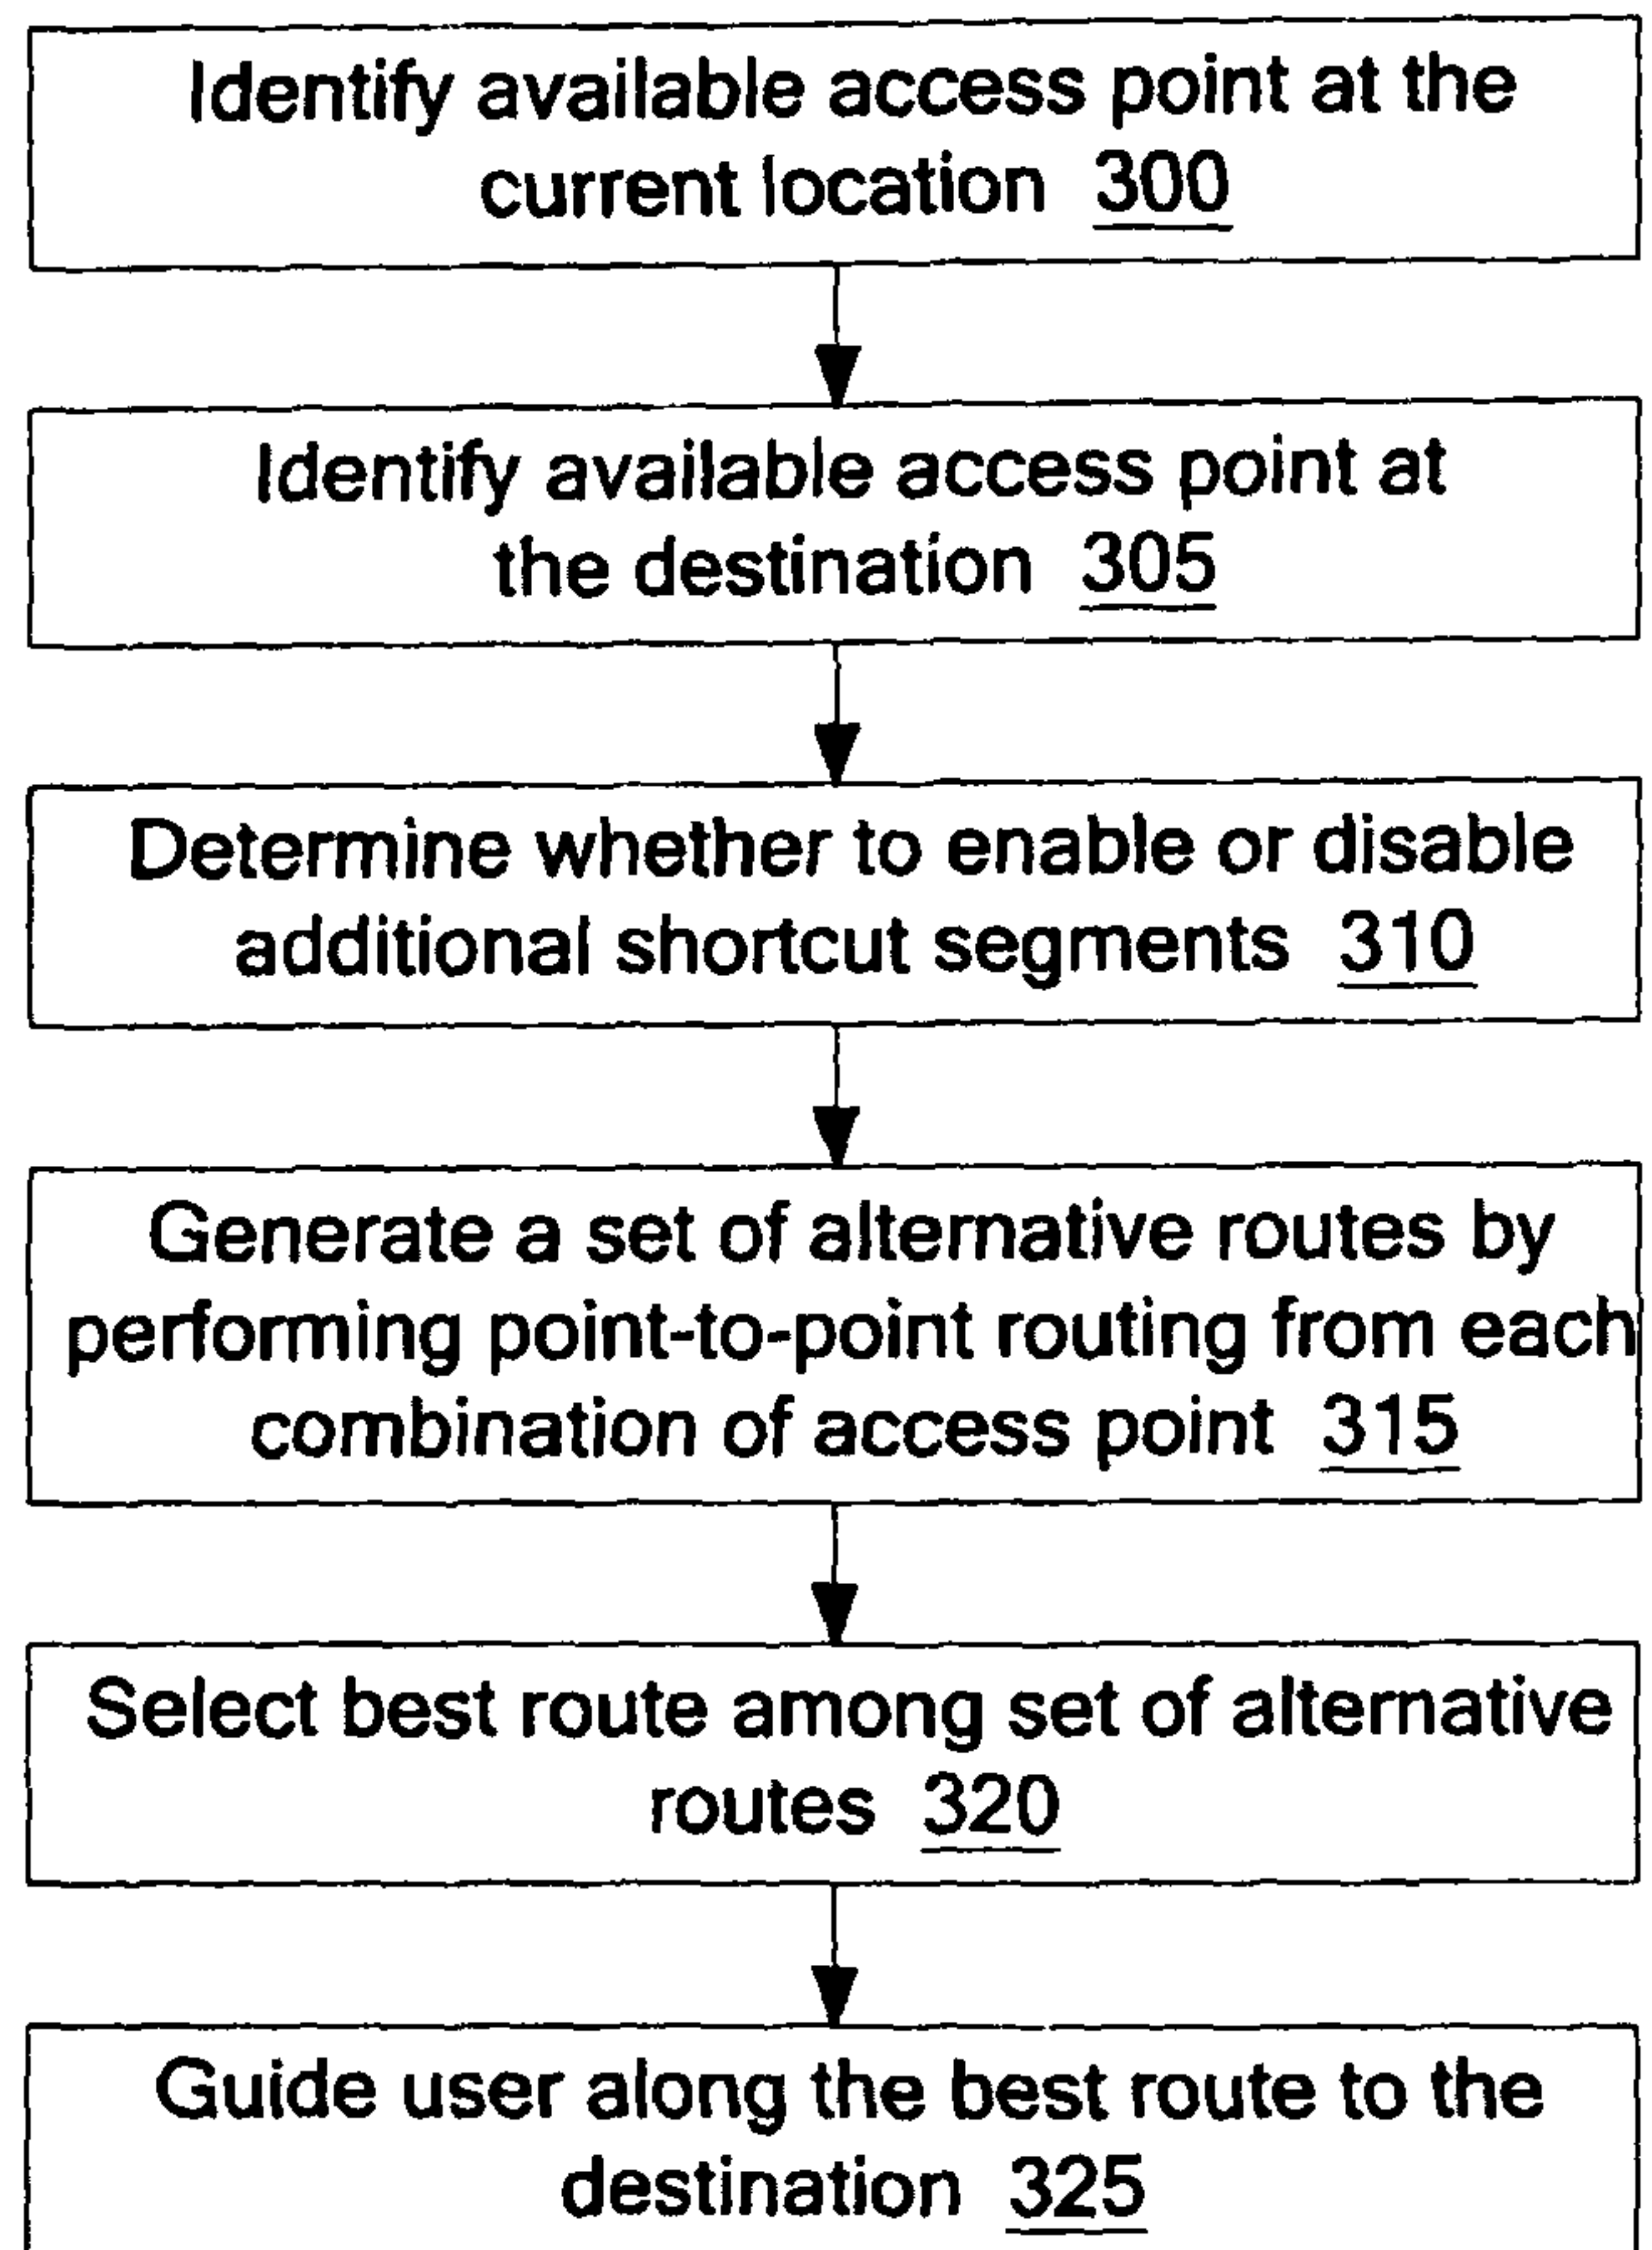 Identify available access point at the
current location 300
Identify available access point at
the destination 305
Determine whether to enable or disable
additional shortcut segments 310
Generate a set of alternative routes by
performing point-to-point routing from each
combination of access point 315
Select best route among set of alternative
routes 320
Guide user along the best route to the
destination 325